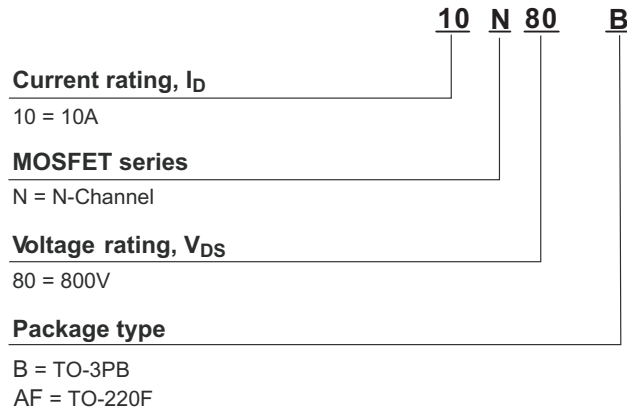 10 N 80 B
Current rating, ID
10 = 10A
MOSFET series
N = N-Channel
Voltage rating, VDS
80 = 800V
Package type
B = TO-3PB
AF = TO-220F